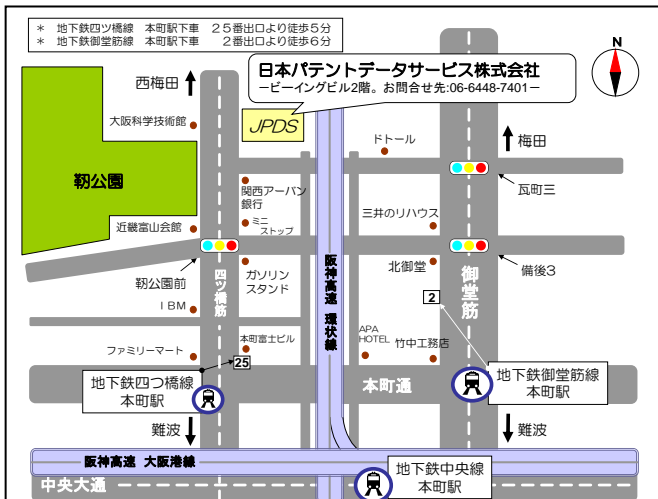 * 地下鉄四ツ橋線 本町駅下車 25番出口より徒歩5分
* 地下鉄御堂筋線 本町駅下車 2番出口より徒歩6分
日本パテントデータサービス株式会社
−ビーイングビル2階。お問合せ先:06-6448-7401−
N
西梅田
大阪科学技術館
JPDS
ドトール
梅田
靭公園
関西アーバン
銀行
瓦町三
ミニ
ストップ
三井のリハウス
近畿富山会館
靭公園前
ガソリン
スタンド
四ツ橋筋
阪神高速 環状線
北御堂
御堂筋
備後3
2
IBM
本町富士ビル
APA
HOTEL
竹中工務店
ファミリーマート
25
地下鉄四つ橋線
本町駅
本町通
地下鉄御堂筋線
本町駅
難波
難波
阪神高速 大阪港線
地下鉄中央線
本町駅
中央大通